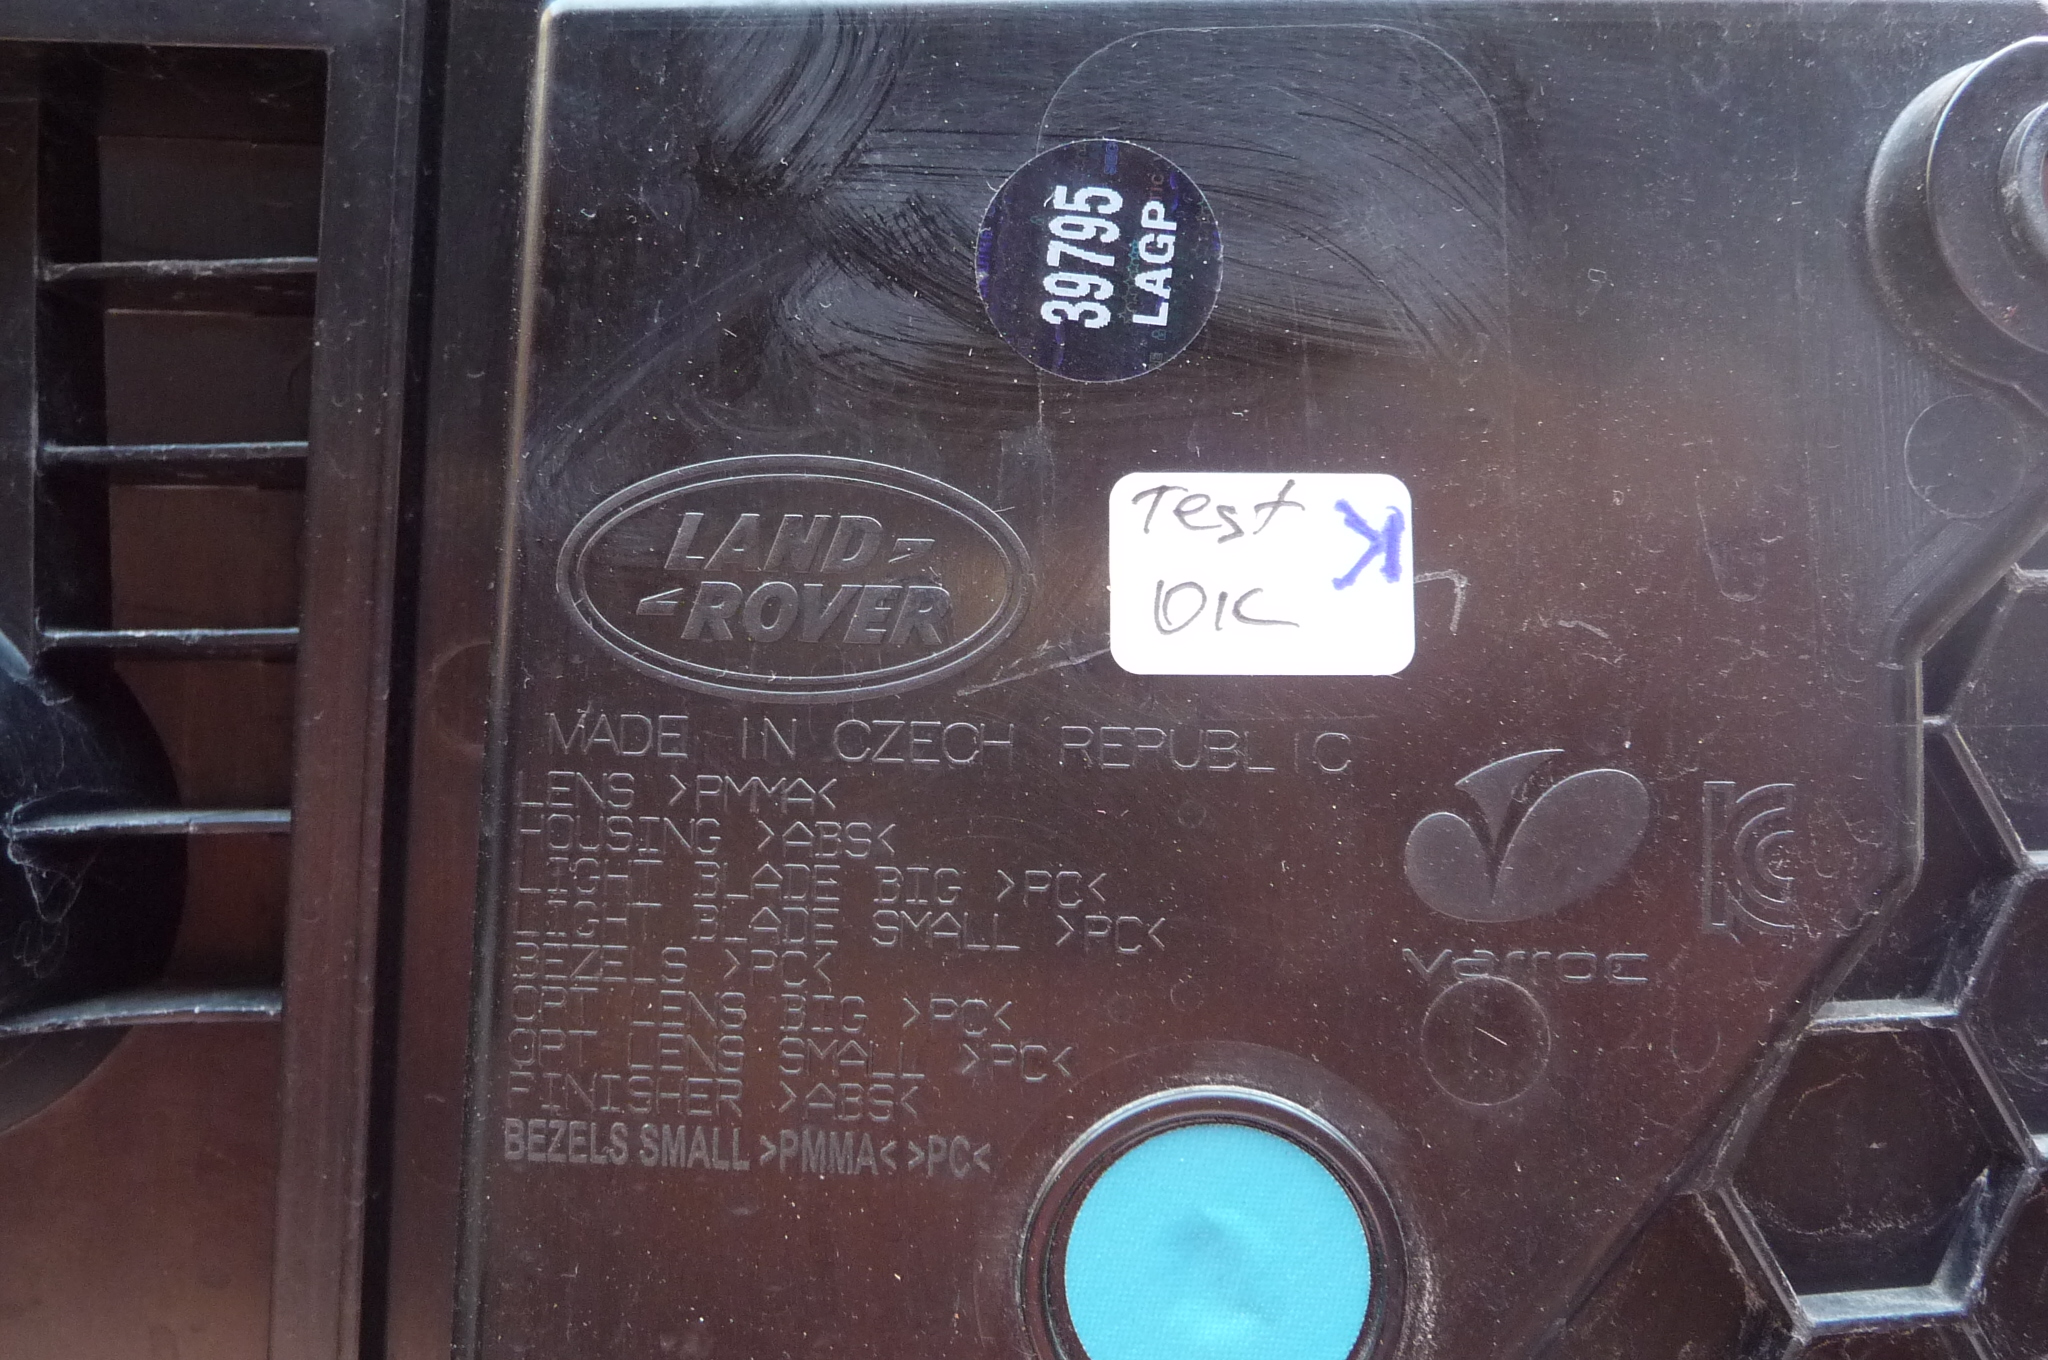 39795
LAGP
LAND
ROVER
Test
OK
K
MADE IN CZECH REPUBLIC
LENS >PMMA<
HOUSING >ABS<
LIGHT BLADE BIG >PC<
LIGHT BLADE SMALL >PC<
BEZELS >PC<
OPT LENS BIG >PC<
OPT LENS SMALL >PC<
FINISHER >ABS<
BEZELS SMALL >PMMA< >PC<
varroc